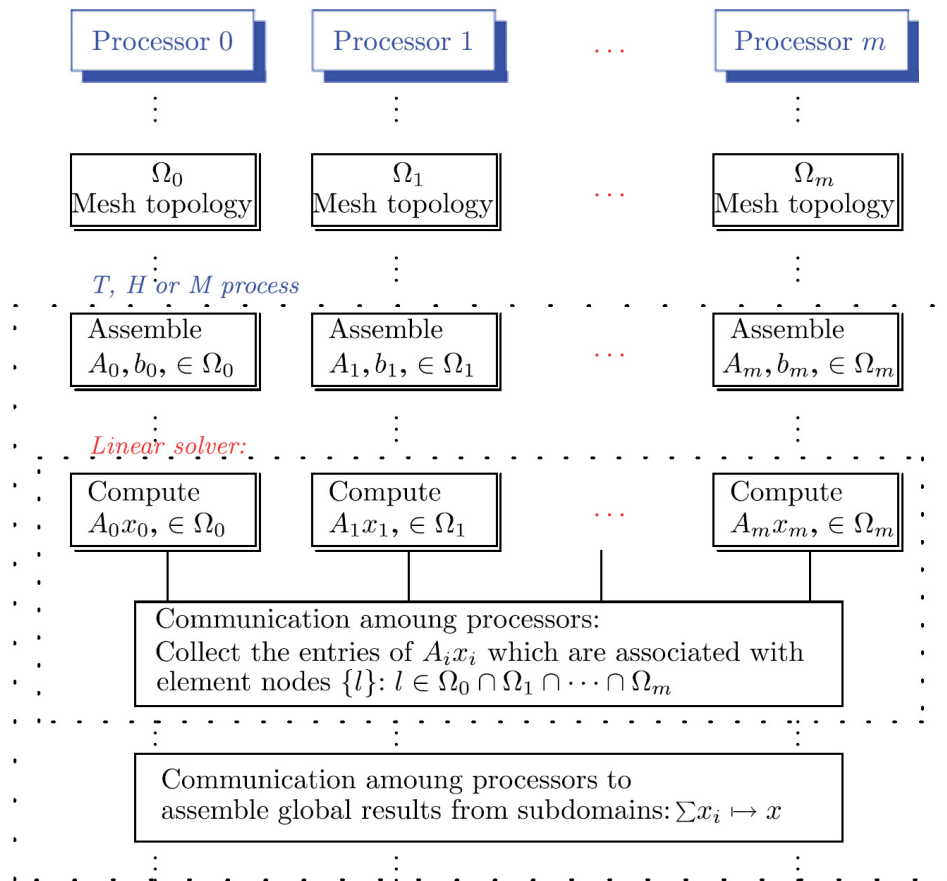 Processor 0 Processor 1 ... Processor m
Ω₀ Ω₁ ... Ωₘ
Mesh topology Mesh topology Mesh topology
T, H or M process
Assemble Assemble ... Assemble
A₀, b₀, ∈ Ω₀ A₁, b₁, ∈ Ω₁ Aₘ, bₘ, ∈ Ωₘ
Linear solver:
Compute Compute ... Compute
A₀x₀, ∈ Ω₀ A₁x₁, ∈ Ω₁ Aₘxₘ, ∈ Ωₘ
Communication amoung processors:
Collect the entries of Aᵢxᵢ which are associated with
element nodes {l}: l ∈ Ω₀ ∩ Ω₁ ∩ ··· ∩ Ωₘ
Communication amoung processors to
assemble global results from subdomains: ∑xᵢ ↦ x